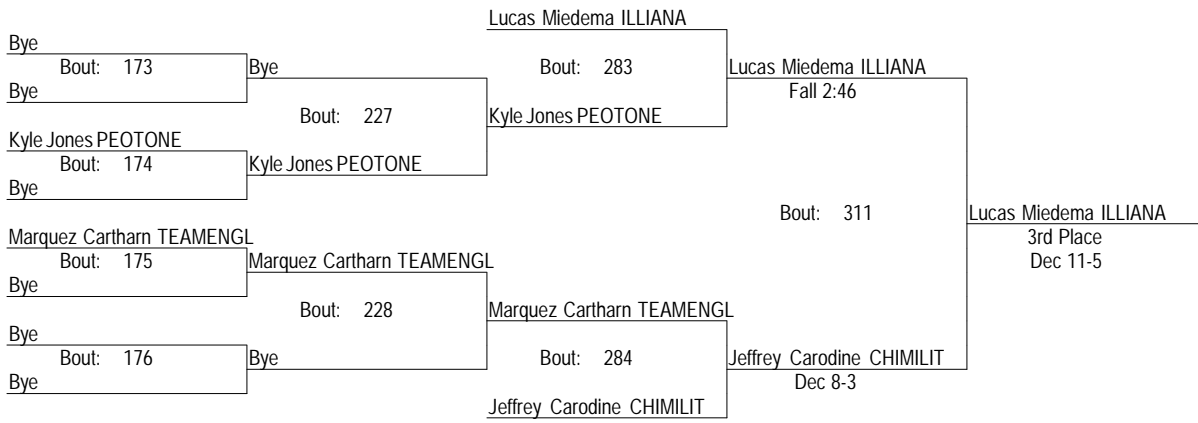 Lucas Miedema ILLIANA
Bye
Bout: 173
Bye
Bout: 283
Lucas Miedema ILLIANA
Bye
Fall 2:46
Bout: 227
Kyle Jones PEOTONE
Kyle Jones PEOTONE
Bout: 174
Kyle Jones PEOTONE
Bye
Bout: 311
Lucas Miedema ILLIANA
Marquez Cartharn TEAMENGL
3rd Place
Bout: 175
Marquez Cartharn TEAMENGL
Dec 11-5
Bye
Bout: 228
Marquez Cartharn TEAMENGL
Bye
Bout: 176
Bye
Bout: 284
Jeffrey Carodine CHIMILIT
Bye
Dec 8-3
Jeffrey Carodine CHIMILIT